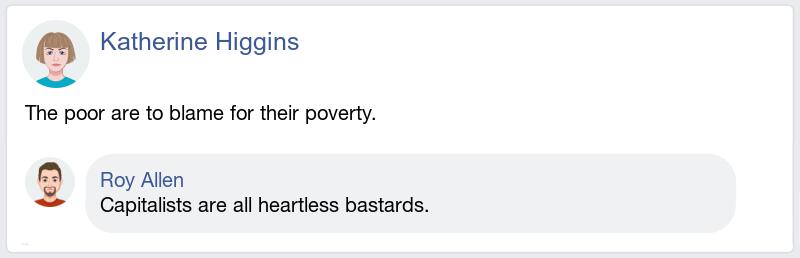 Katherine Higgins
The poor are to blame for their poverty.
Roy Allen
Capitalists are all heartless bastards.